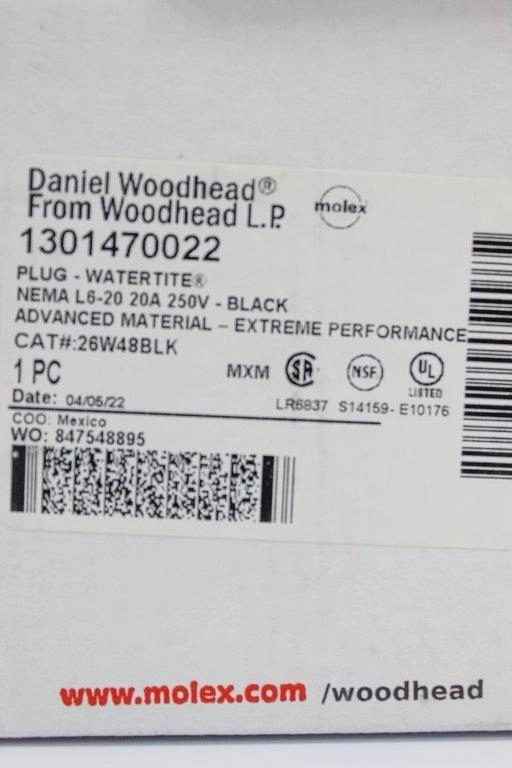 Daniel Woodhead®
From Woodhead L.P.
molex
1301470022
PLUG - WATERTITE®
NEMA L6-20 20A 250V - BLACK
ADVANCED MATERIAL – EXTREME PERFORMANCE
CAT#:26W48BLK
1 PC
MXM SA NSF® UL
LISTED
LR6837 S14159- E10176
Date: 04/05/22
COO: Mexico
WO: 847548895
www.molex.com /woodhead